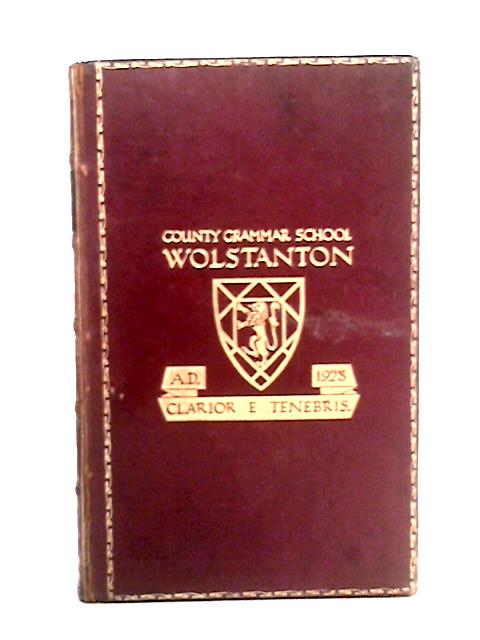 COUNTY GRAMMAR SCHOOL
WOLSTANTON
A.D. 1928
CLARIOR E TENEBRIS.